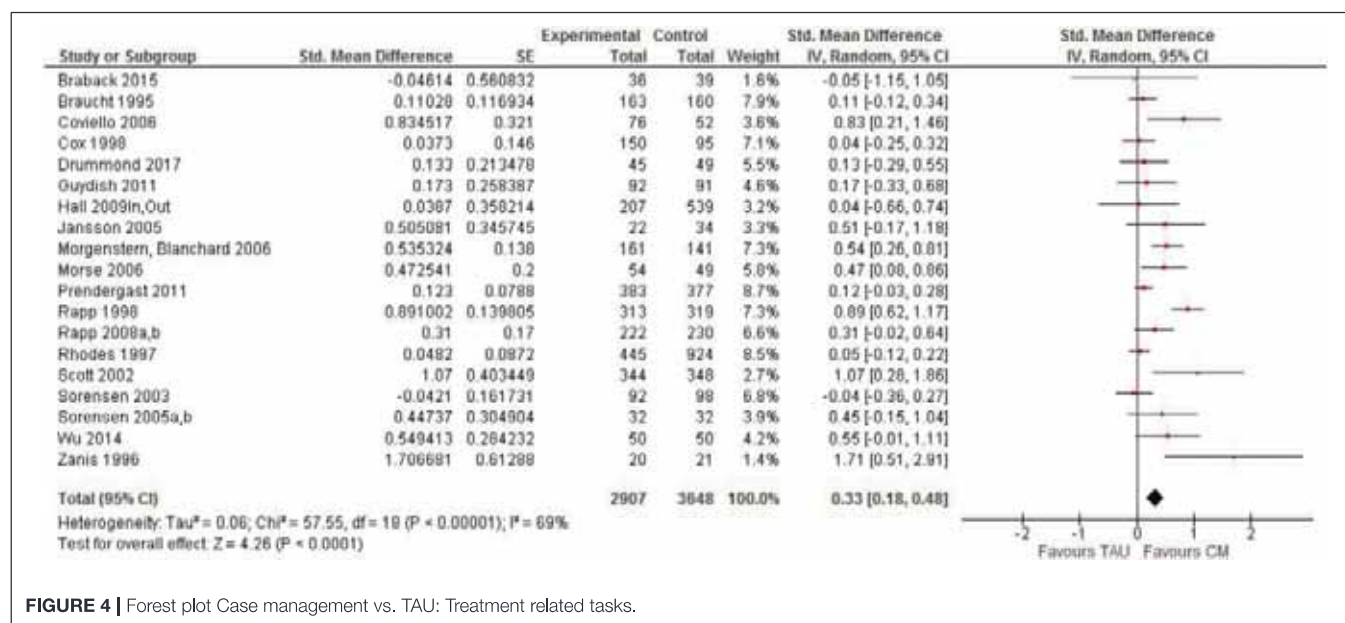 Experimental Control Std. Mean Difference Std. Mean Difference
Study or Subgroup Std. Mean Difference SE Total Total Weight IV, Random, 95% CI IV, Random, 95% CI
Braback 2015 -0.04614 0.560832 36 39 1.6% -0.05 [-1.15, 1.05]
Braucht 1995 0.11028 0.116934 163 160 7.9% 0.11 [-0.12, 0.34]
Coviello 2006 0.834517 0.321 76 52 3.6% 0.83 [0.21, 1.46]
Cox 1998 0.0373 0.146 150 95 7.1% 0.04 [-0.25, 0.32]
Drummond 2017 0.133 0.213478 45 49 5.5% 0.13 [-0.29, 0.55]
Guydish 2011 0.173 0.258387 92 91 4.6% 0.17 [-0.33, 0.68]
Hall 2009In,Out 0.0387 0.358214 207 539 3.2% 0.04 [-0.66, 0.74]
Jansson 2005 0.505081 0.345745 22 34 3.3% 0.51 [-0.17, 1.18]
Morgenstern, Blanchard 2006 0.535324 0.138 161 141 7.3% 0.54 [0.26, 0.81]
Morse 2006 0.472541 0.2 54 49 5.8% 0.47 [0.08, 0.86]
Prendergast 2011 0.123 0.0788 383 377 8.7% 0.12 [-0.03, 0.28]
Rapp 1998 0.891002 0.139805 313 319 7.3% 0.89 [0.62, 1.17]
Rapp 2008a,b 0.31 0.17 222 230 6.6% 0.31 [-0.02, 0.64]
Rhodes 1997 0.0482 0.0872 445 924 8.5% 0.05 [-0.12, 0.22]
Scott 2002 1.07 0.403449 344 348 2.7% 1.07 [0.28, 1.86]
Sorensen 2003 -0.0421 0.161731 92 98 6.8% -0.04 [-0.36, 0.27]
Sorensen 2005a,b 0.44737 0.304904 32 32 3.9% 0.45 [-0.15, 1.04]
Wu 2014 0.549413 0.284232 50 50 4.2% 0.55 [-0.01, 1.11]
Zanis 1996 1.706681 0.61288 20 21 1.4% 1.71 [0.51, 2.91]
Total (95% CI) 2907 3648 100.0% 0.33 [0.18, 0.48]
Heterogeneity: Tau² = 0.06; Chi² = 57.55, df = 18 (P < 0.00001); I² = 69%
Test for overall effect: Z = 4.26 (P < 0.0001)
-2 -1 0 1 2
Favours TAU Favours CM
FIGURE 4 | Forest plot Case management vs. TAU: Treatment related tasks.